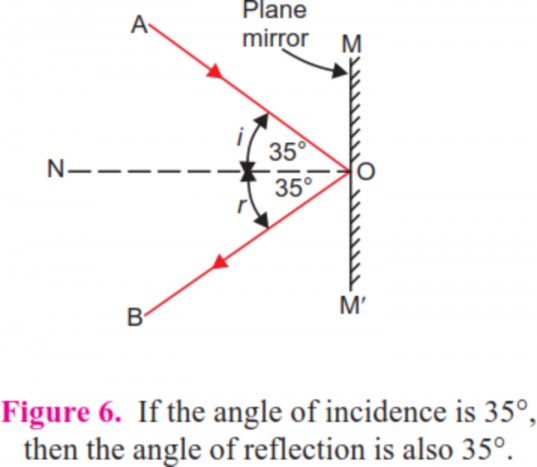 Plane
mirror
A
M
i
35°
N
O
35°
r
B
M′
Figure 6. If the angle of incidence is 35°,
then the angle of reflection is also 35°.